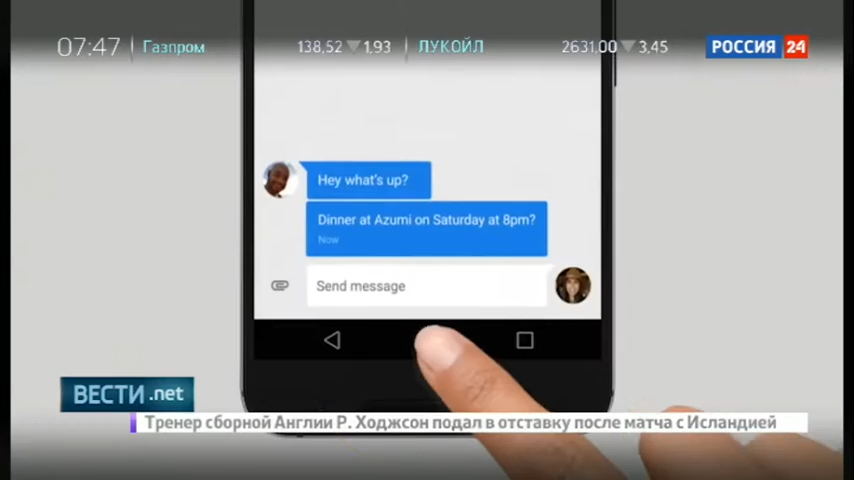 07:47 Газпром 138,52 1,93 ЛУКОЙЛ 2631,00 3,45 РОССИЯ 24
Hey what's up?
Dinner at Azumi on Saturday at 8pm?
Now
Send message
ВЕСТИ.net
Тренер сборной Англии Р. Ходжсон подал в отставку после матча с Исландией